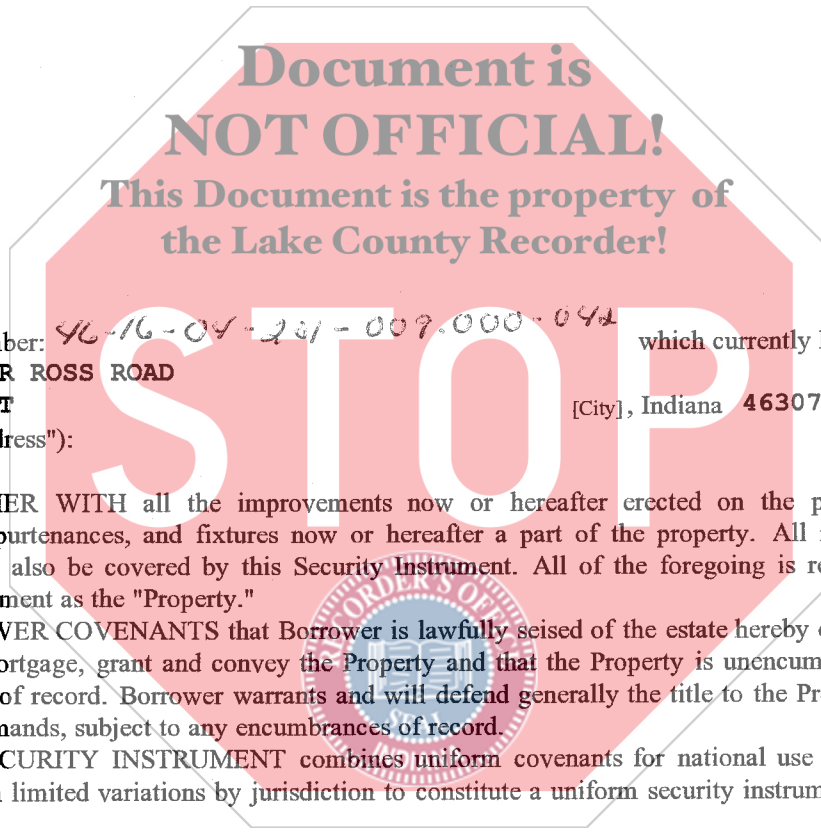 Document is
NOT OFFICIAL!
This Document is the property of
the Lake County Recorder!
STOP
ber: 46-16-04-201-009.000-042 which currently
R ROSS ROAD
T [City], Indiana 46307
dress"):
ER WITH all the improvements now or hereafter erected on the p
purtenances, and fixtures now or hereafter a part of the property. All
also be covered by this Security Instrument. All of the foregoing is re
ment as the "Property."
WER COVENANTS that Borrower is lawfully seised of the estate hereby
ortgage, grant and convey the Property and that the Property is unencum
of record. Borrower warrants and will defend generally the title to the Pro
mands, subject to any encumbrances of record.
CURITY INSTRUMENT combines uniform covenants for national use
limited variations by jurisdiction to constitute a uniform security instrum
RECORDER'S OFFICE
SEAL